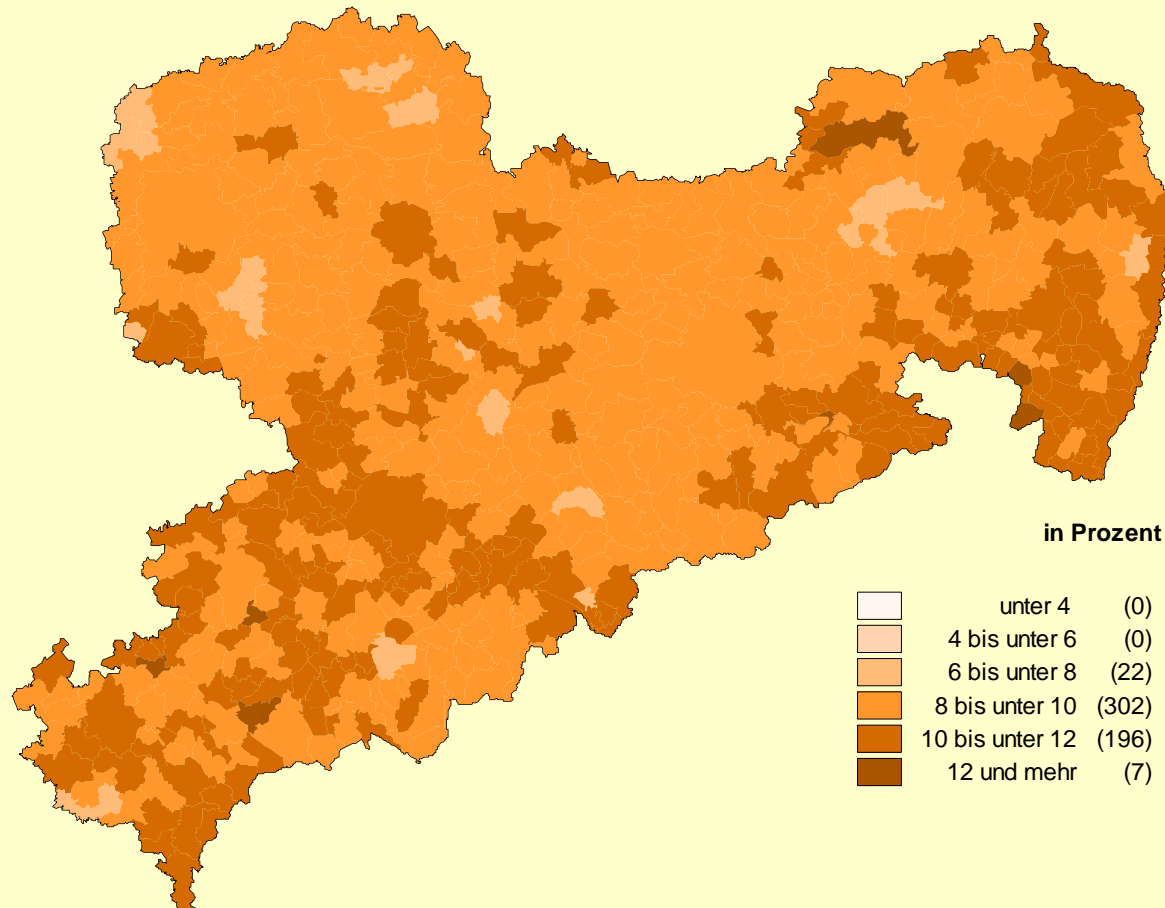 in Prozent
unter 4 (0)
4 bis unter 6 (0)
6 bis unter 8 (22)
8 bis unter 10 (302)
10 bis unter 12 (196)
12 und mehr (7)